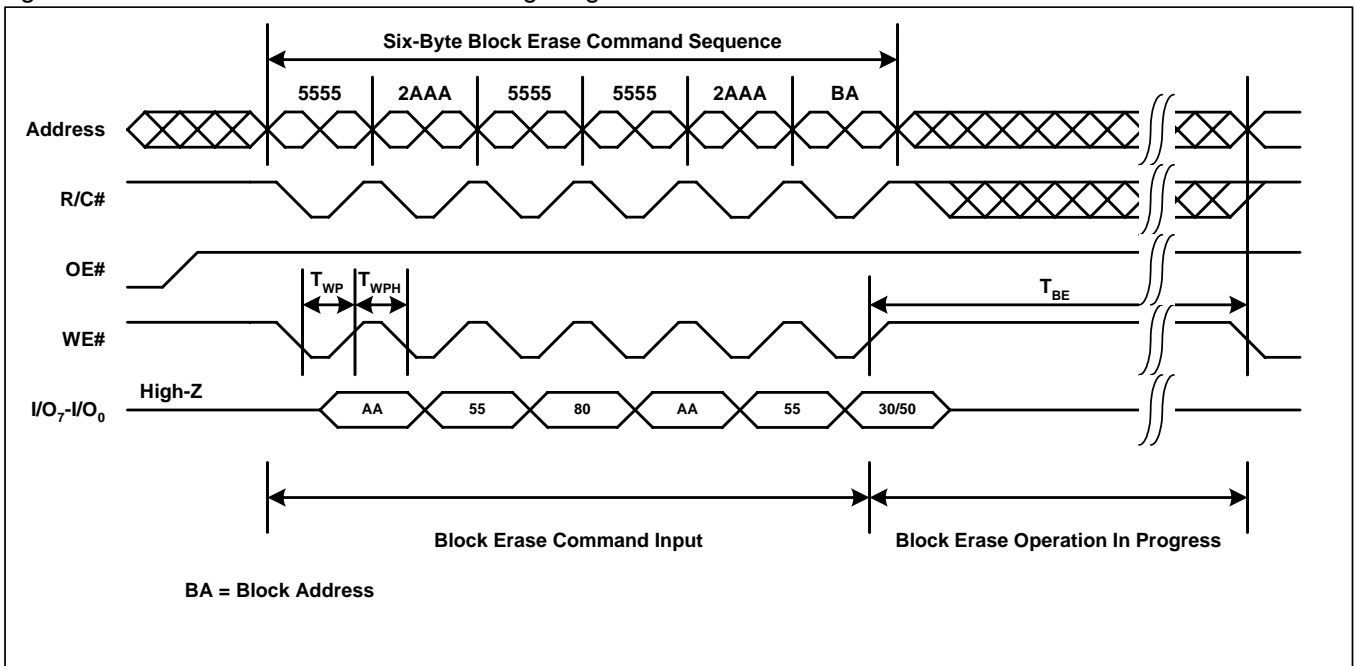 Six-Byte Block Erase Command Sequence
5555 2AAA 5555 5555 2AAA BA
Address
R/C#
OE#
TWP TWPH TBE
WE#
High-Z
I/O7-I/O0 AA 55 80 AA 55 30/50
Block Erase Command Input Block Erase Operation In Progress
BA = Block Address